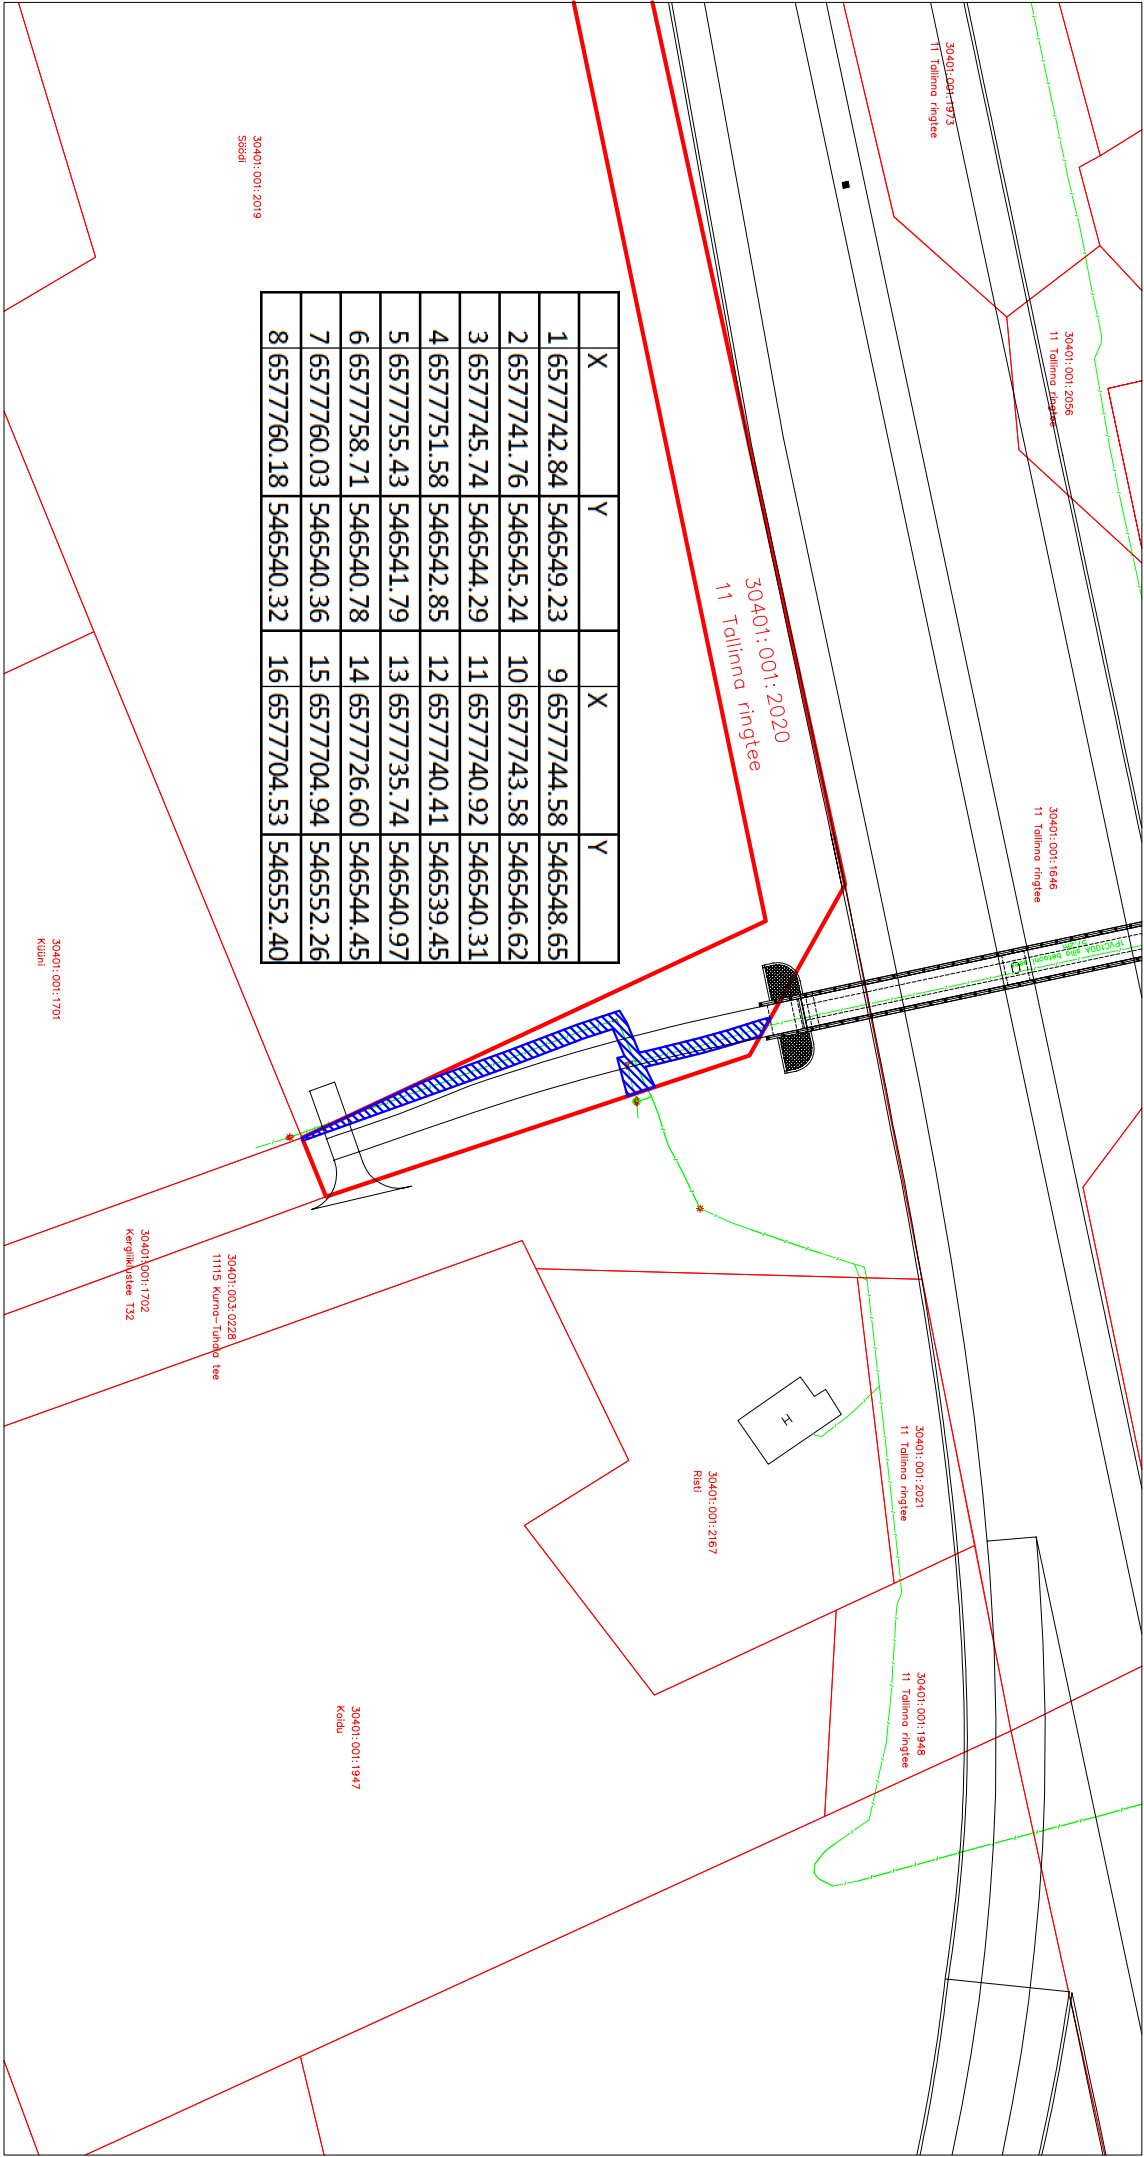 30401:001:1973
11 Tallinna ringtee
30401:001:2056
11 Tallinna ringtee
30401:001:1646
11 Tallinna ringtee
30401:001:2019
Söödi
30401:001:2020
11 Tallinna ringtee
X Y X Y
1 6577742.84 546549.23 9 6577744.58 546548.65
2 6577741.76 546545.24 10 6577743.58 546546.62
3 6577745.74 546544.29 11 6577740.92 546540.31
4 6577751.58 546542.85 12 6577740.41 546539.45
5 6577755.43 546541.79 13 6577735.74 546540.97
6 6577758.71 546540.78 14 6577726.60 546544.45
7 6577760.03 546540.36 15 6577704.94 546552.26
8 6577760.18 546540.32 16 6577704.53 546552.40
30401:001:1701
Küüni
30401:001:1702
Kergliiklustee T32
30401:003:0228
11115 Kurna-Tuhala tee
30401:001:2021
11 Tallinna ringtee
H
30401:001:2167
Risti
30401:001:1948
11 Tallinna ringtee
30401:001:1947
Koidu